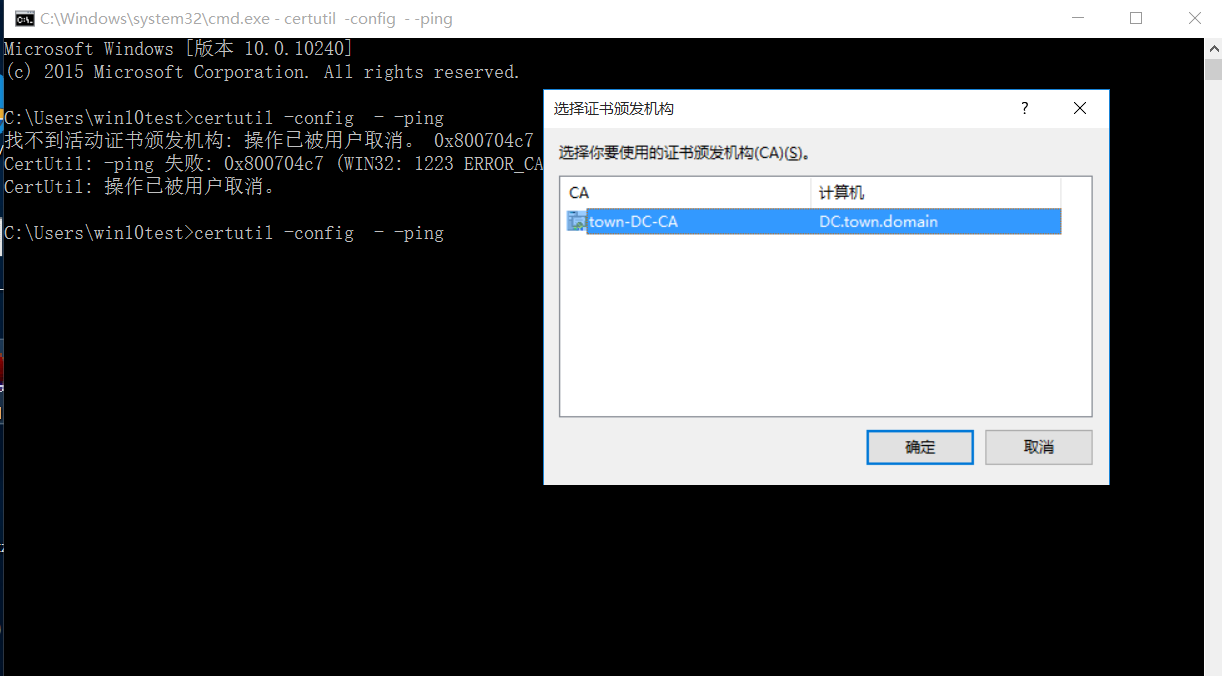 C:\Windows\system32\cmd.exe - certutil  -config  - -ping
Microsoft Windows [版本 10.0.10240]
(c) 2015 Microsoft Corporation. All rights reserved.
C:\Users\win10test>certutil -config  - -ping
找不到活动证书颁发机构: 操作已被用户取消。 0x800704c7
CertUtil: -ping 失败: 0x800704c7 (WIN32: 1223 ERROR_CA
CertUtil: 操作已被用户取消。
C:\Users\win10test>certutil -config  - -ping
选择证书颁发机构
选择你要使用的证书颁发机构(CA)(S)。
CA 计算机
town-DC-CA DC.town.domain
确定 取消